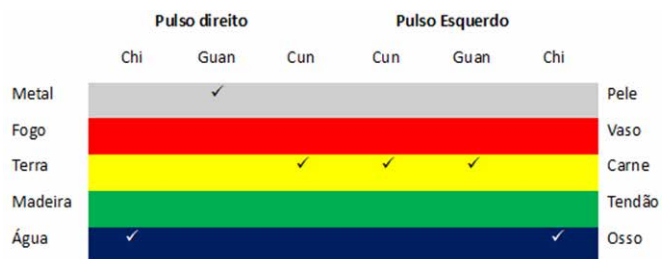 Pulso direito Pulso Esquerdo
Chi Guan Cun Cun Guan Chi
Metal ✓ Pele
Fogo Vaso
Terra ✓ ✓ ✓ Carne
Madeira Tendão
Água ✓ ✓ Osso